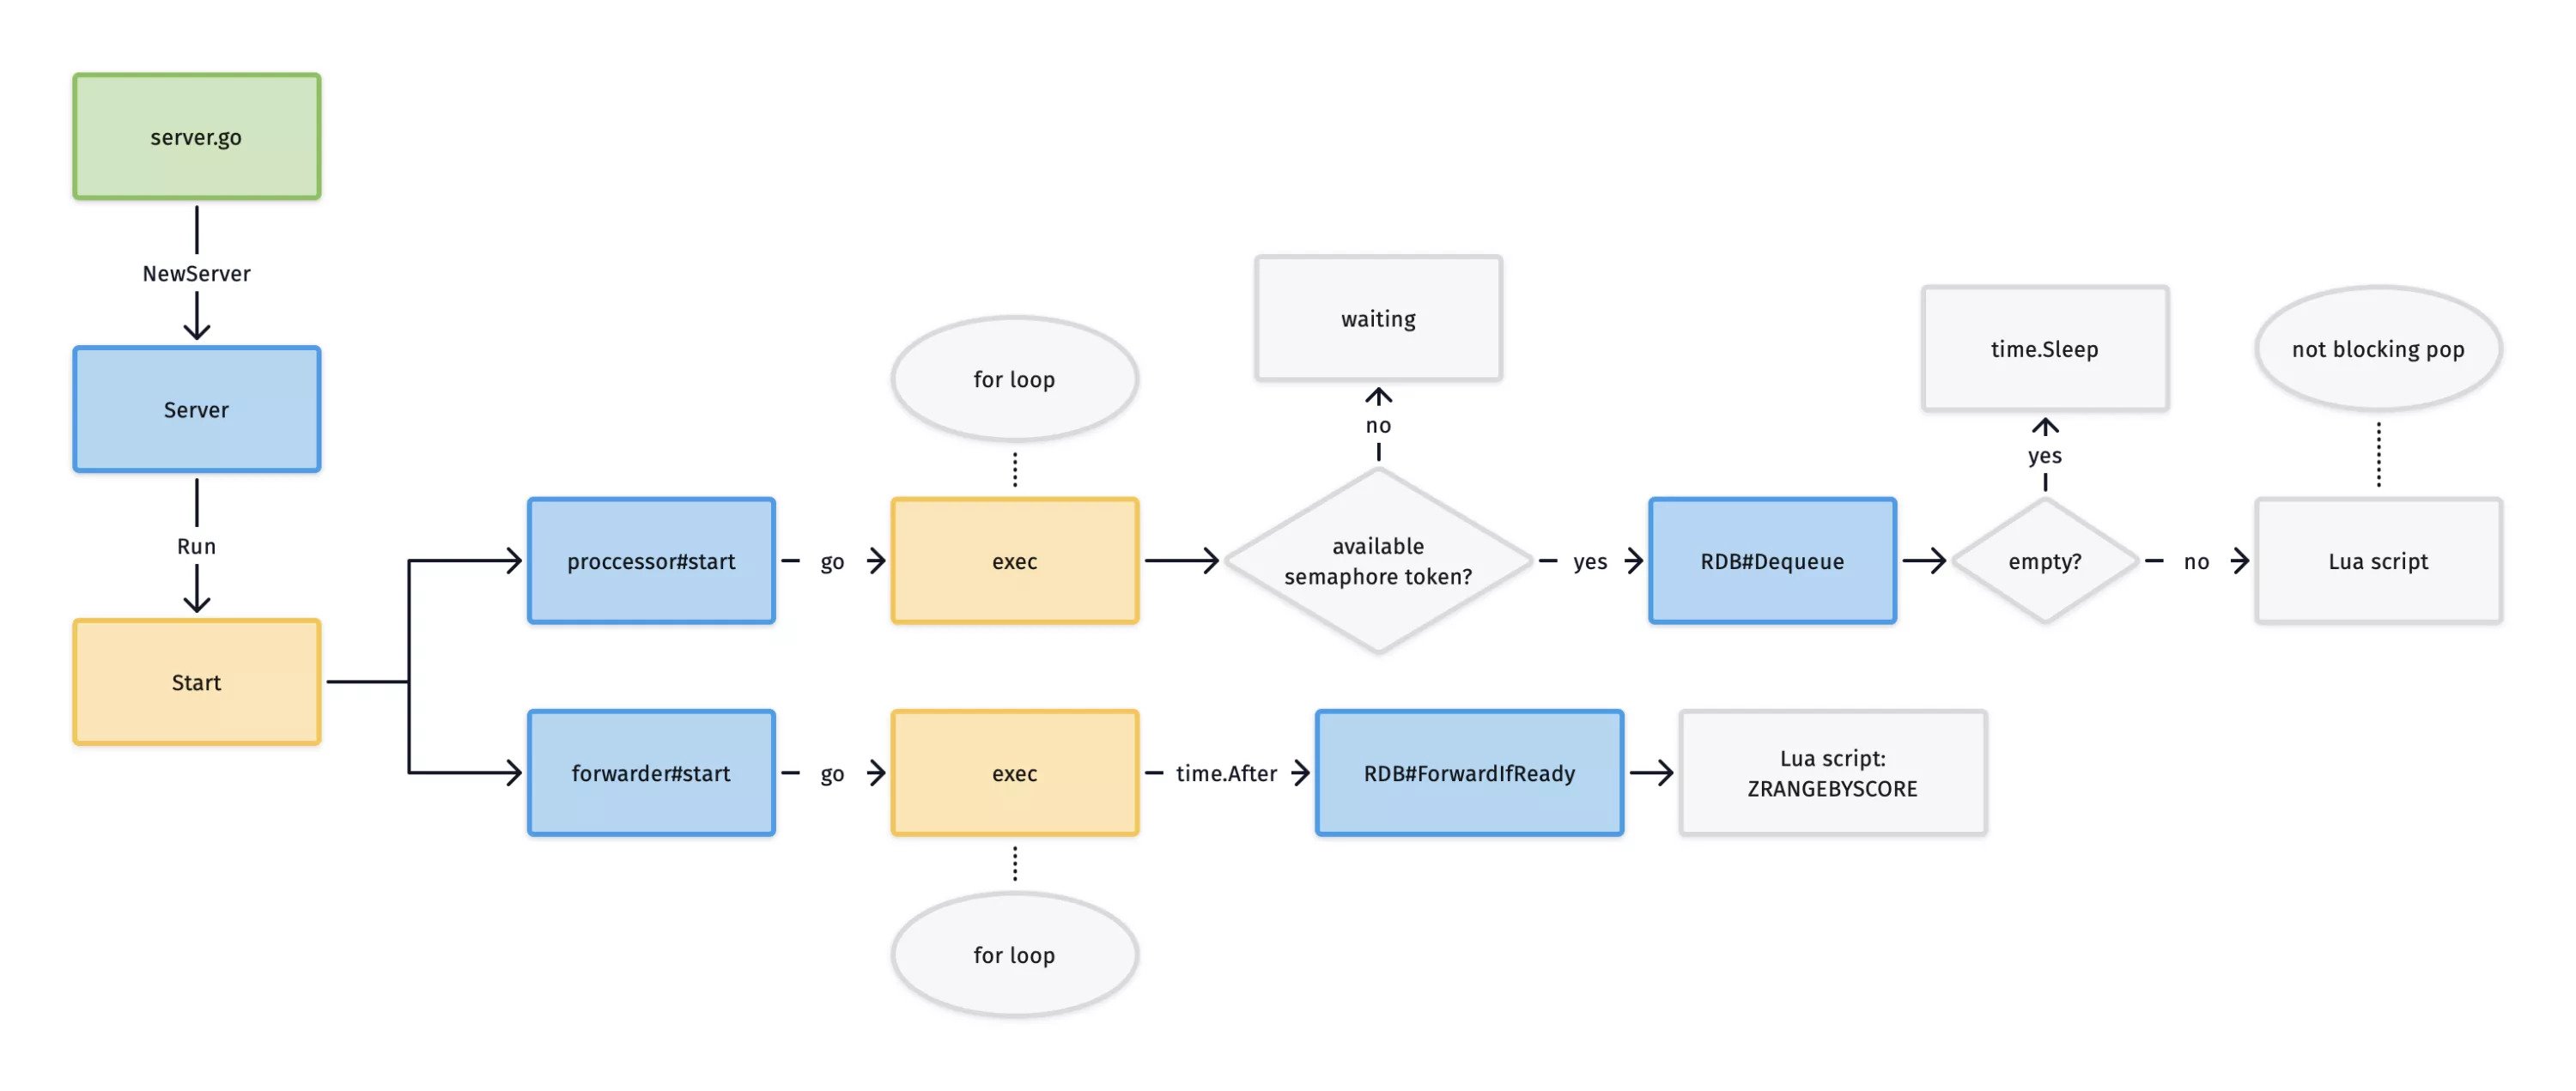 server.go
NewServer
Server
Run
Start
proccessor#start
go
exec
for loop
available
semaphore token?
no
waiting
yes
RDB#Dequeue
empty?
yes
time.Sleep
no
Lua script
not blocking pop
forwarder#start
go
exec
for loop
time.After
RDB#ForwardIfReady
Lua script:
ZRANGEBYSCORE